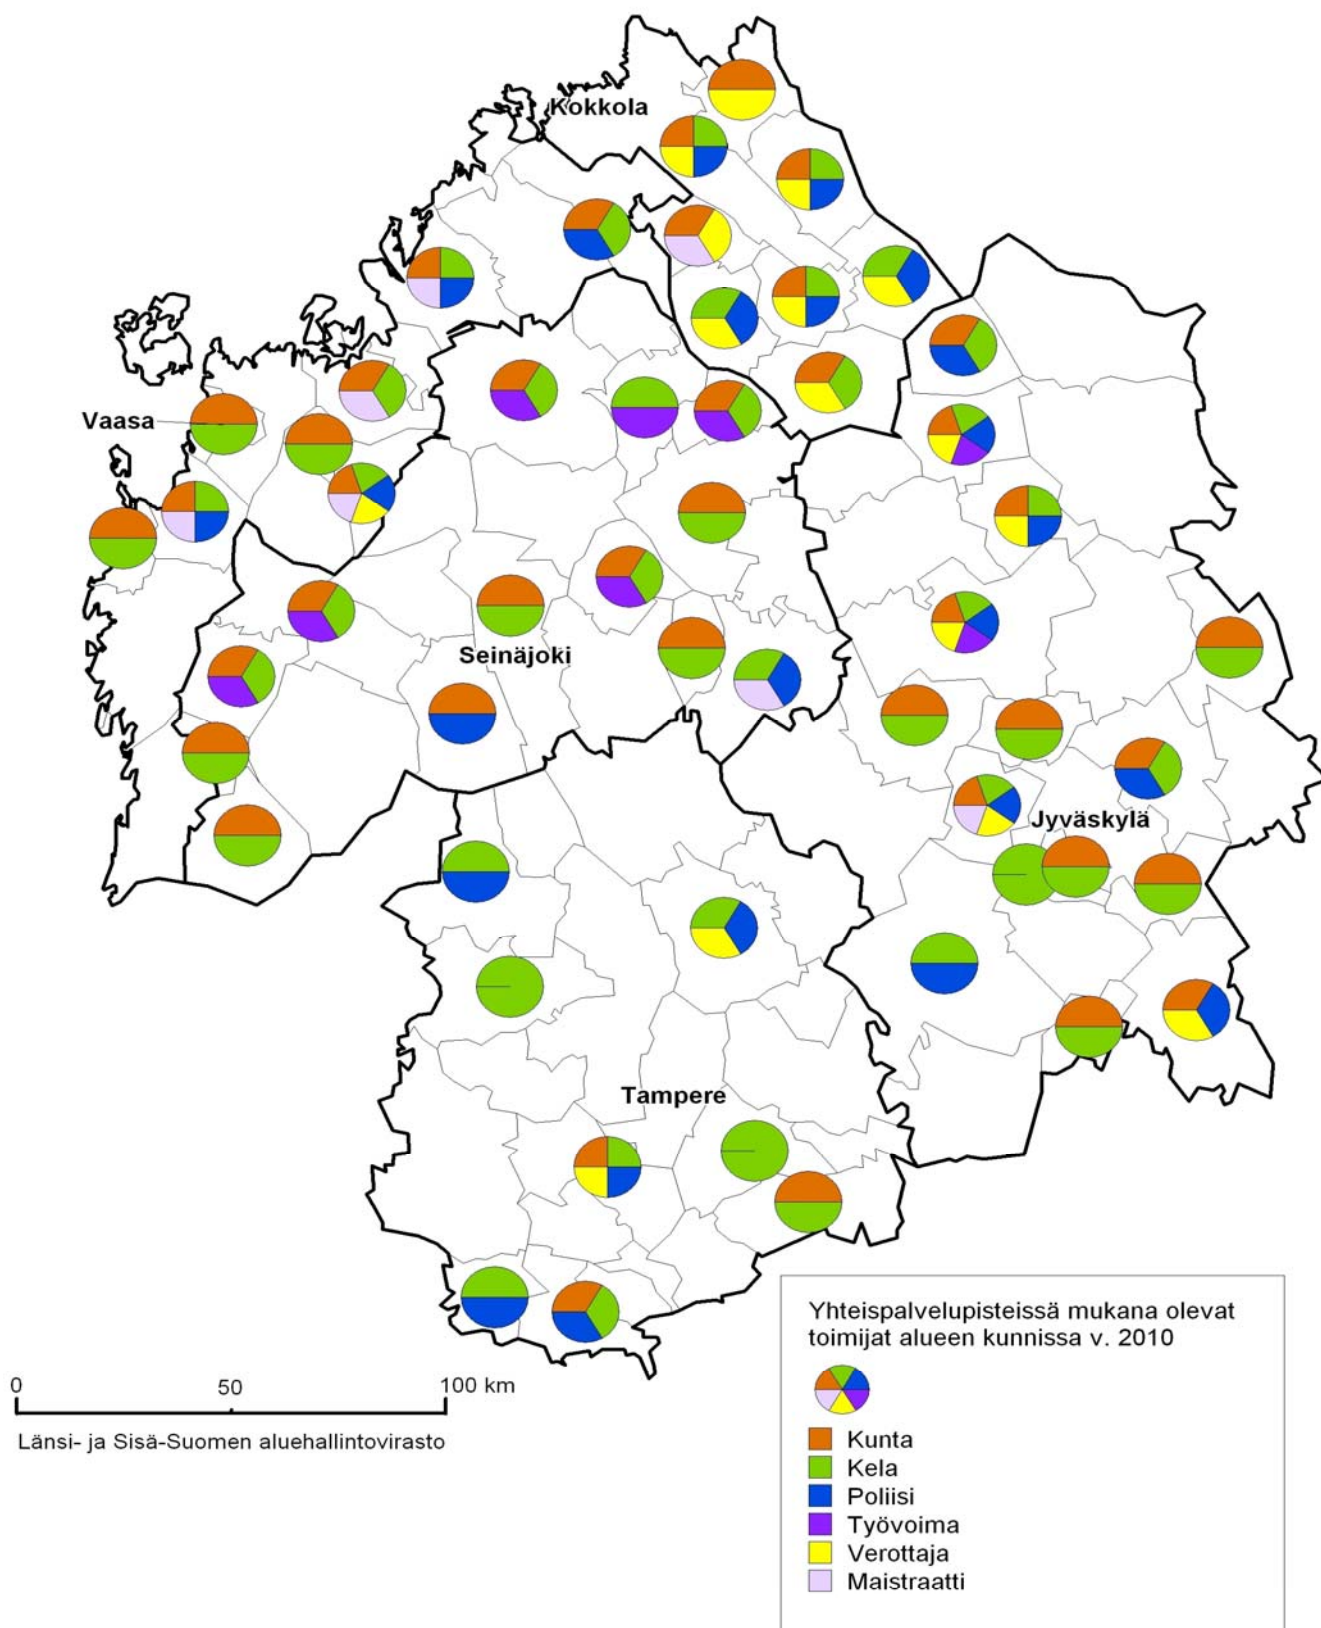 Kokkola
Vaasa
Seinäjoki
Jyväskylä
Tampere
0 50 100 km
Länsi- ja Sisä-Suomen aluehallintovirasto
Yhteispalvelupisteissä mukana olevat
toimijat alueen kunnissa v. 2010
Kunta
Kela
Poliisi
Työvoima
Verottaja
Maistraatti